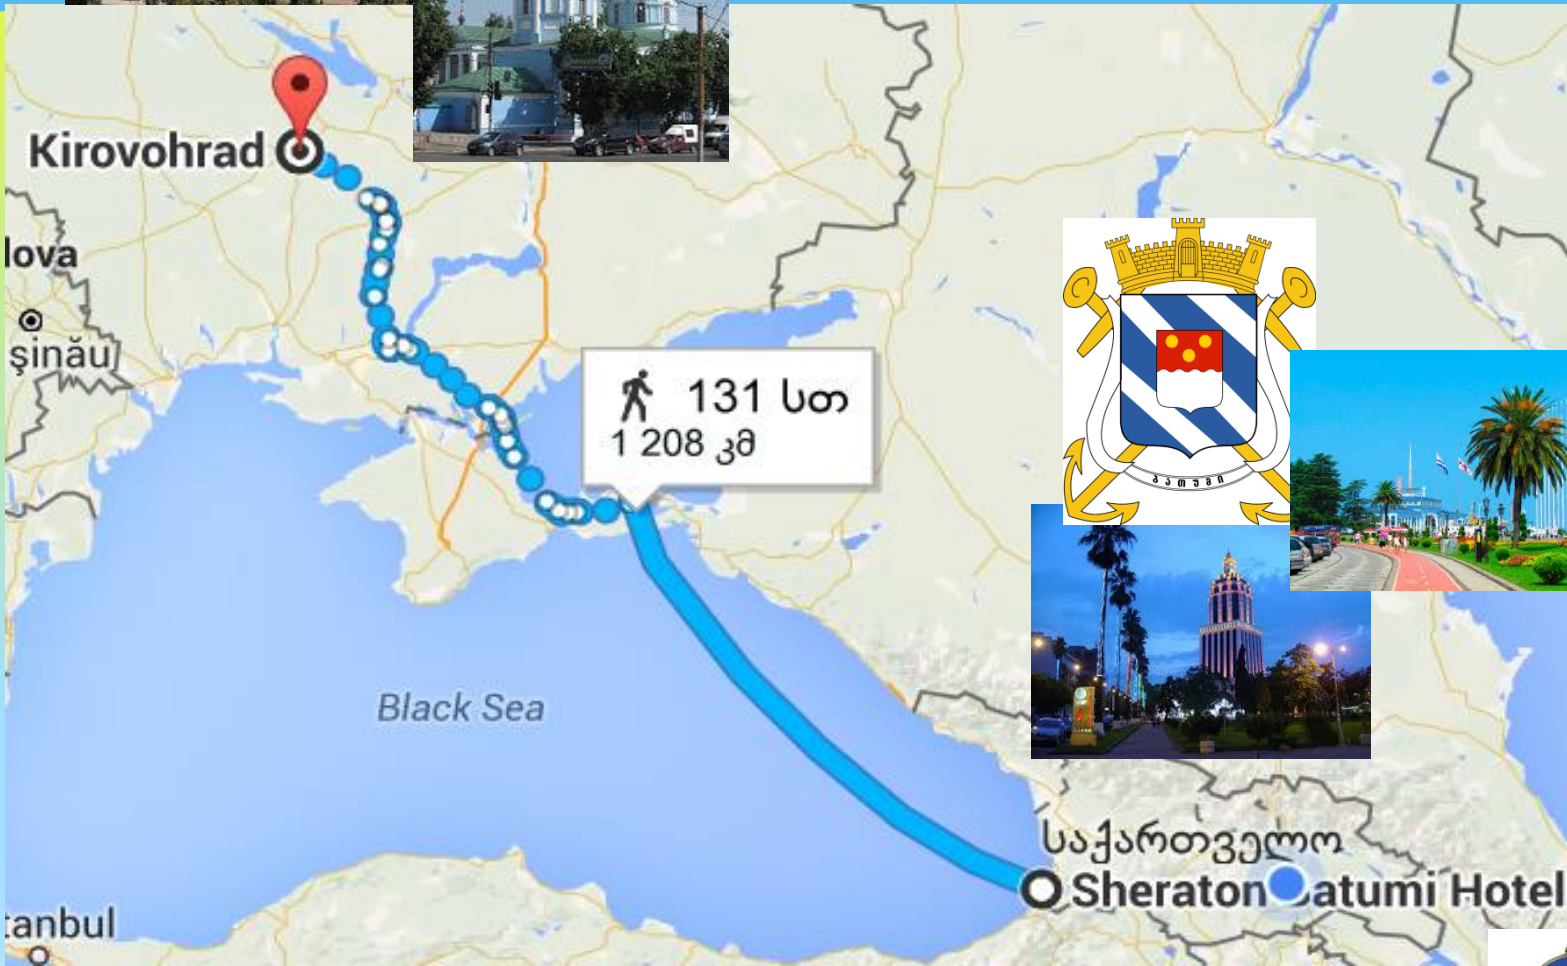 Kirovohrad
lova
şinău
131 სთ
1 208 კმ
ბათუმი
Black Sea
საქართველო
Sheraton atumi Hotel
tanbul